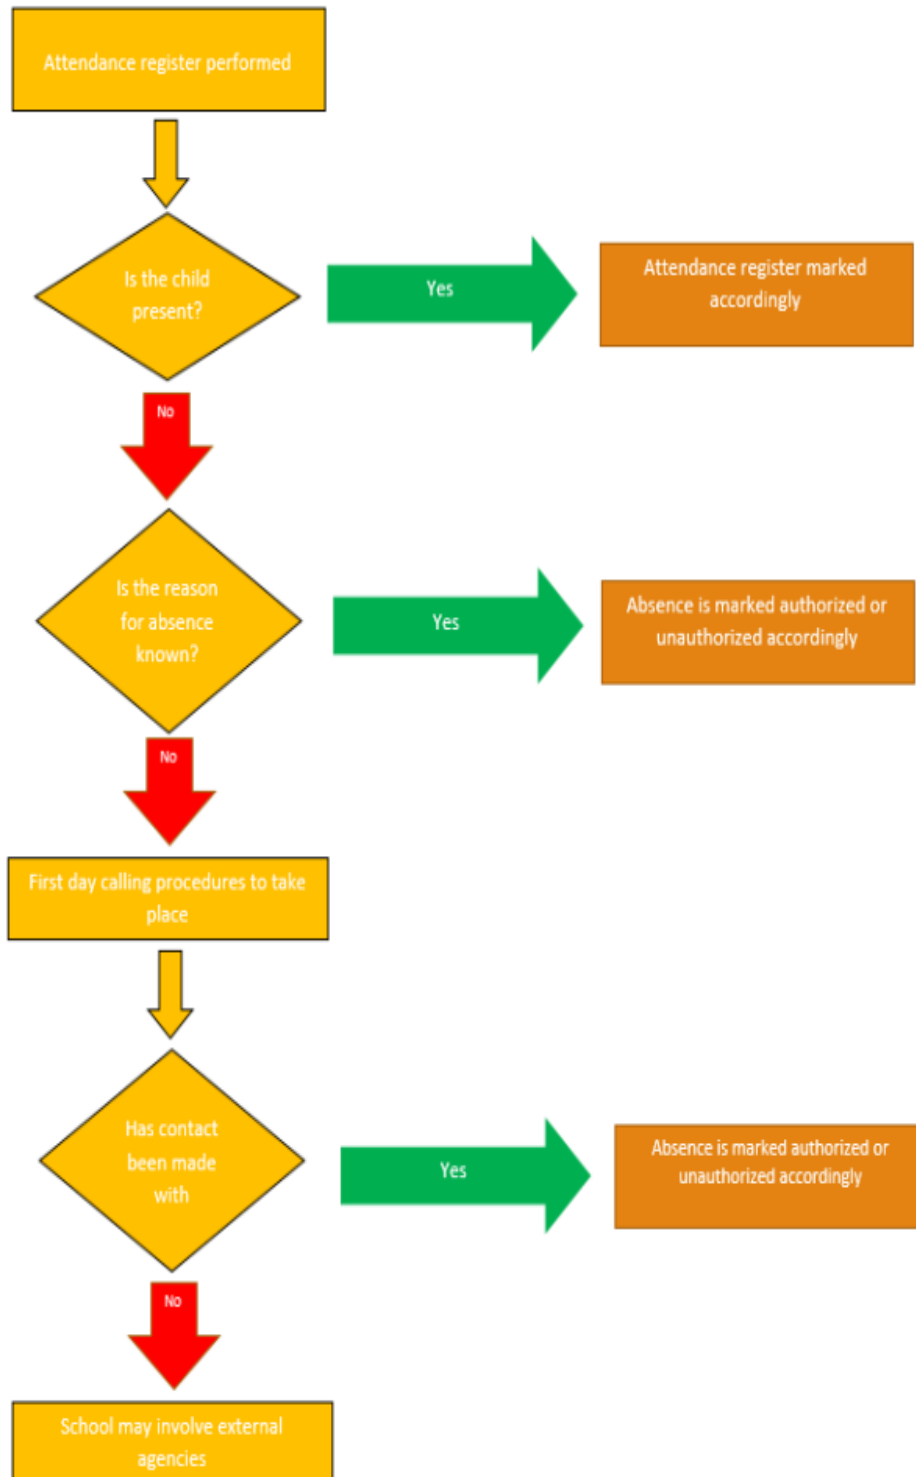 Attendance register performed
Is the child
present?
Yes
Attendance register marked
accordingly
No
Is the reason
for absence
known?
Yes
Absence is marked authorized or
unauthorized accordingly
No
First day calling procedures to take
place
Has contact
been made
with
Yes
Absence is marked authorized or
unauthorized accordingly
No
School may involve external
agencies